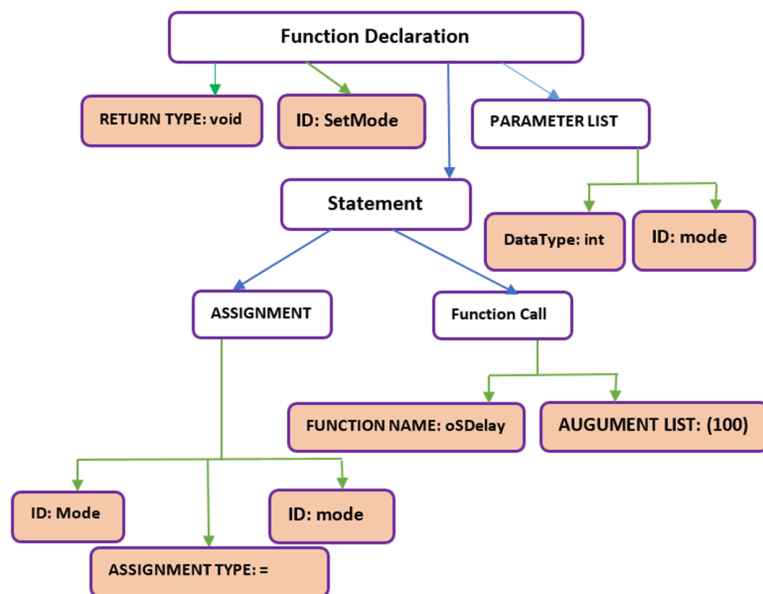 Function Declaration
RETURN TYPE: void
ID: SetMode
PARAMETER LIST
Statement
DataType: int
ID: mode
ASSIGNMENT
Function Call
FUNCTION NAME: oSDelay
AUGUMENT LIST: (100)
ID: Mode
ID: mode
ASSIGNMENT TYPE: =